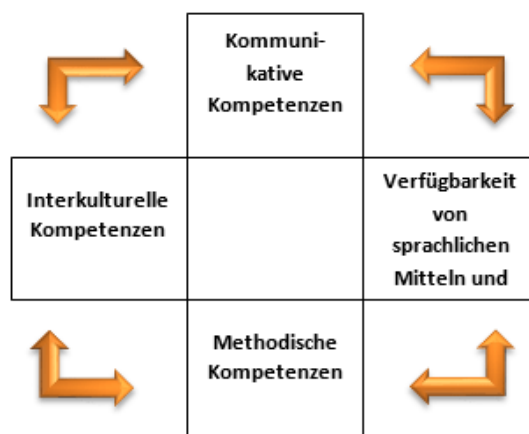 Kommuni-
kative
Kompetenzen
Interkulturelle
Kompetenzen
Verfügbarkeit
von
sprachlichen
Mitteln und
Methodische
Kompetenzen